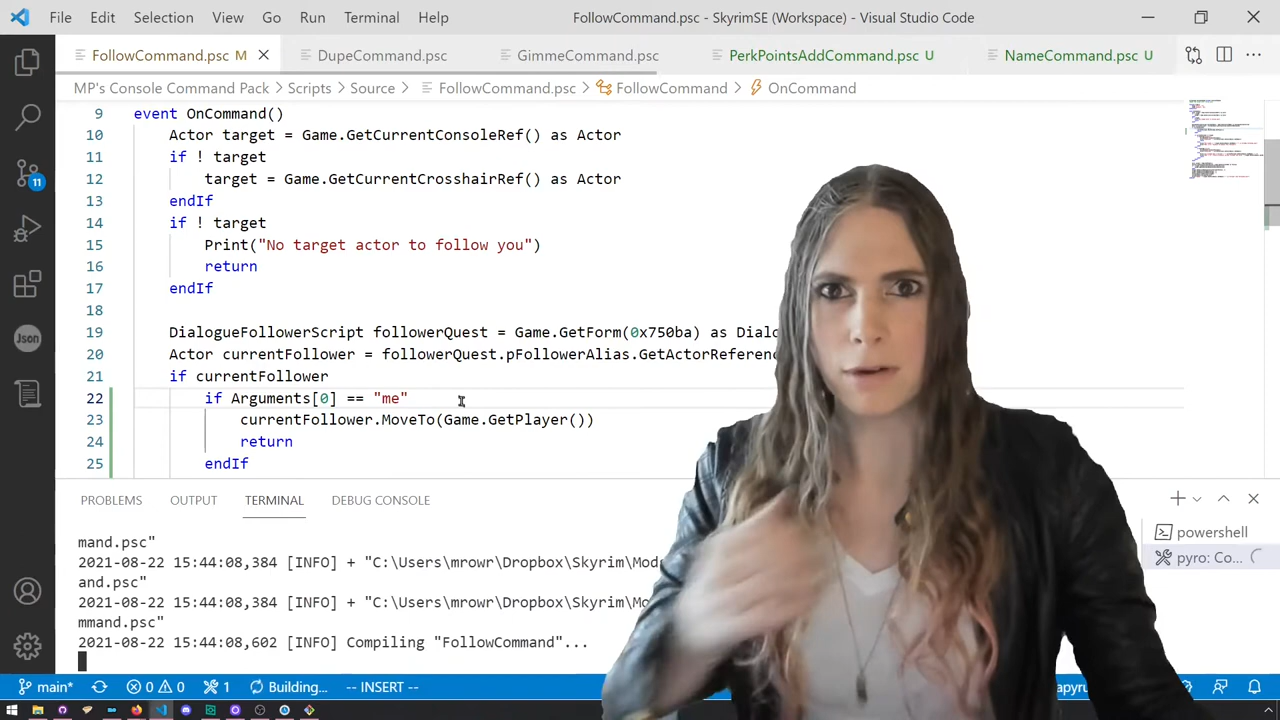 File Edit Selection View Go Run Terminal Help FollowCommand.psc - SkyrimSE (Workspace) - Visual Studio Code
FollowCommand.psc M DupeCommand.psc GimmeCommand.psc PerkPointsAddCommand.psc U NameCommand.psc U
MP's Console Command Pack > Scripts > Source > FollowCommand.psc > FollowCommand > OnCommand
9 event OnCommand()
10 Actor target = Game.GetCurrentConsoleRef() as Actor
11 if ! target
12 target = Game.GetCurrentCrosshairRef() as Actor
13 endIf
14 if ! target
15 Print("No target actor to follow you")
16 return
17 endIf
18
19 DialogueFollowerScript followerQuest = Game.GetForm(0x750ba) as Dialo
20 Actor currentFollower = followerQuest.pFollowerAlias.GetActorReferenc
21 if currentFollower
22 if Arguments[0] == "me"
23 currentFollower.MoveTo(Game.GetPlayer())
24 return
25 endIf
PROBLEMS OUTPUT TERMINAL DEBUG CONSOLE
mand.psc"
2021-08-22 15:44:08,384 [INFO] + "C:\Users\mrowr\Dropbox\Skyrim\Mod
and.psc"
2021-08-22 15:44:08,384 [INFO] + "C:\Users\mrowr\Dropbox\Skyrim\Mo
mmand.psc"
2021-08-22 15:44:08,602 [INFO] Compiling "FollowCommand"...
powershell
pyro: Co...
11
Json
main* 0 0 1 Building... -- INSERT -- apyru